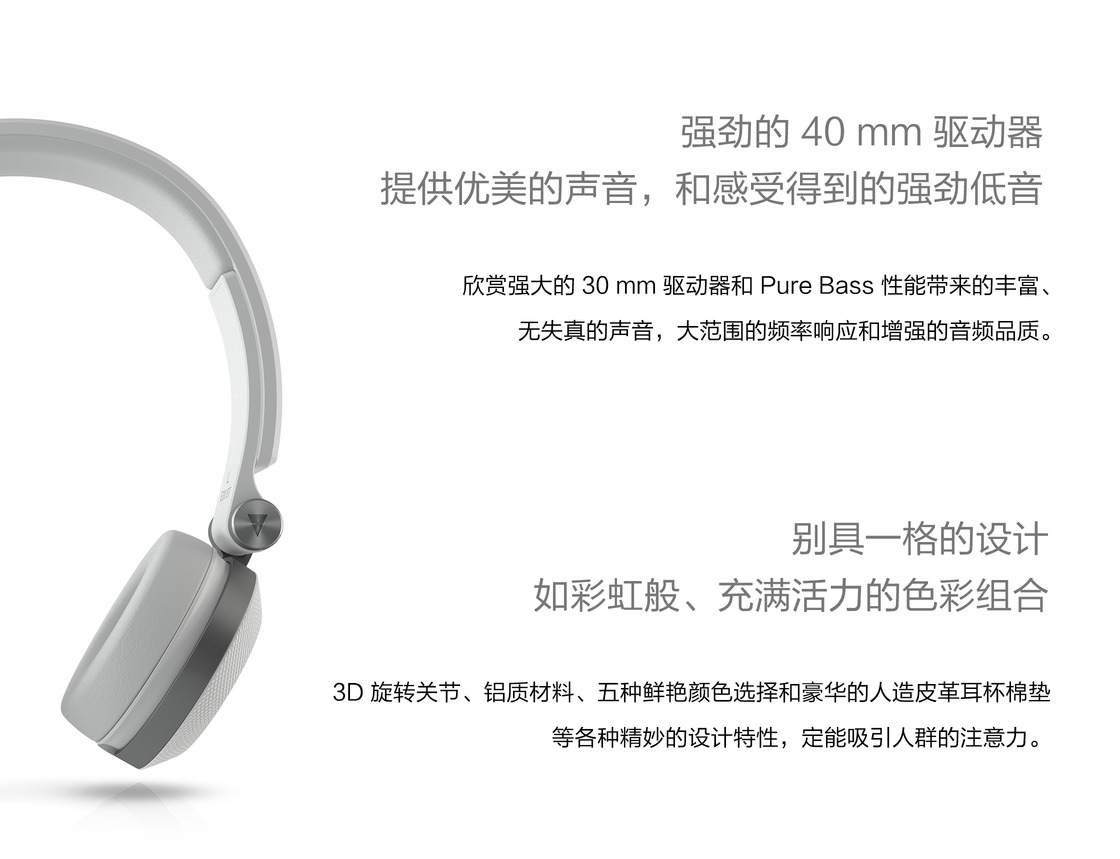 强劲的 40 mm 驱动器
提供优美的声音，和感受得到的强劲低音
欣赏强大的 30 mm 驱动器和 Pure Bass 性能带来的丰富、
无失真的声音，大范围的频率响应和增强的音频品质。
别具一格的设计
如彩虹般、充满活力的色彩组合
3D 旋转关节、铝质材料、五种鲜艳颜色选择和豪华的人造皮革耳杯棉垫
等各种精妙的设计特性，定能吸引人群的注意力。